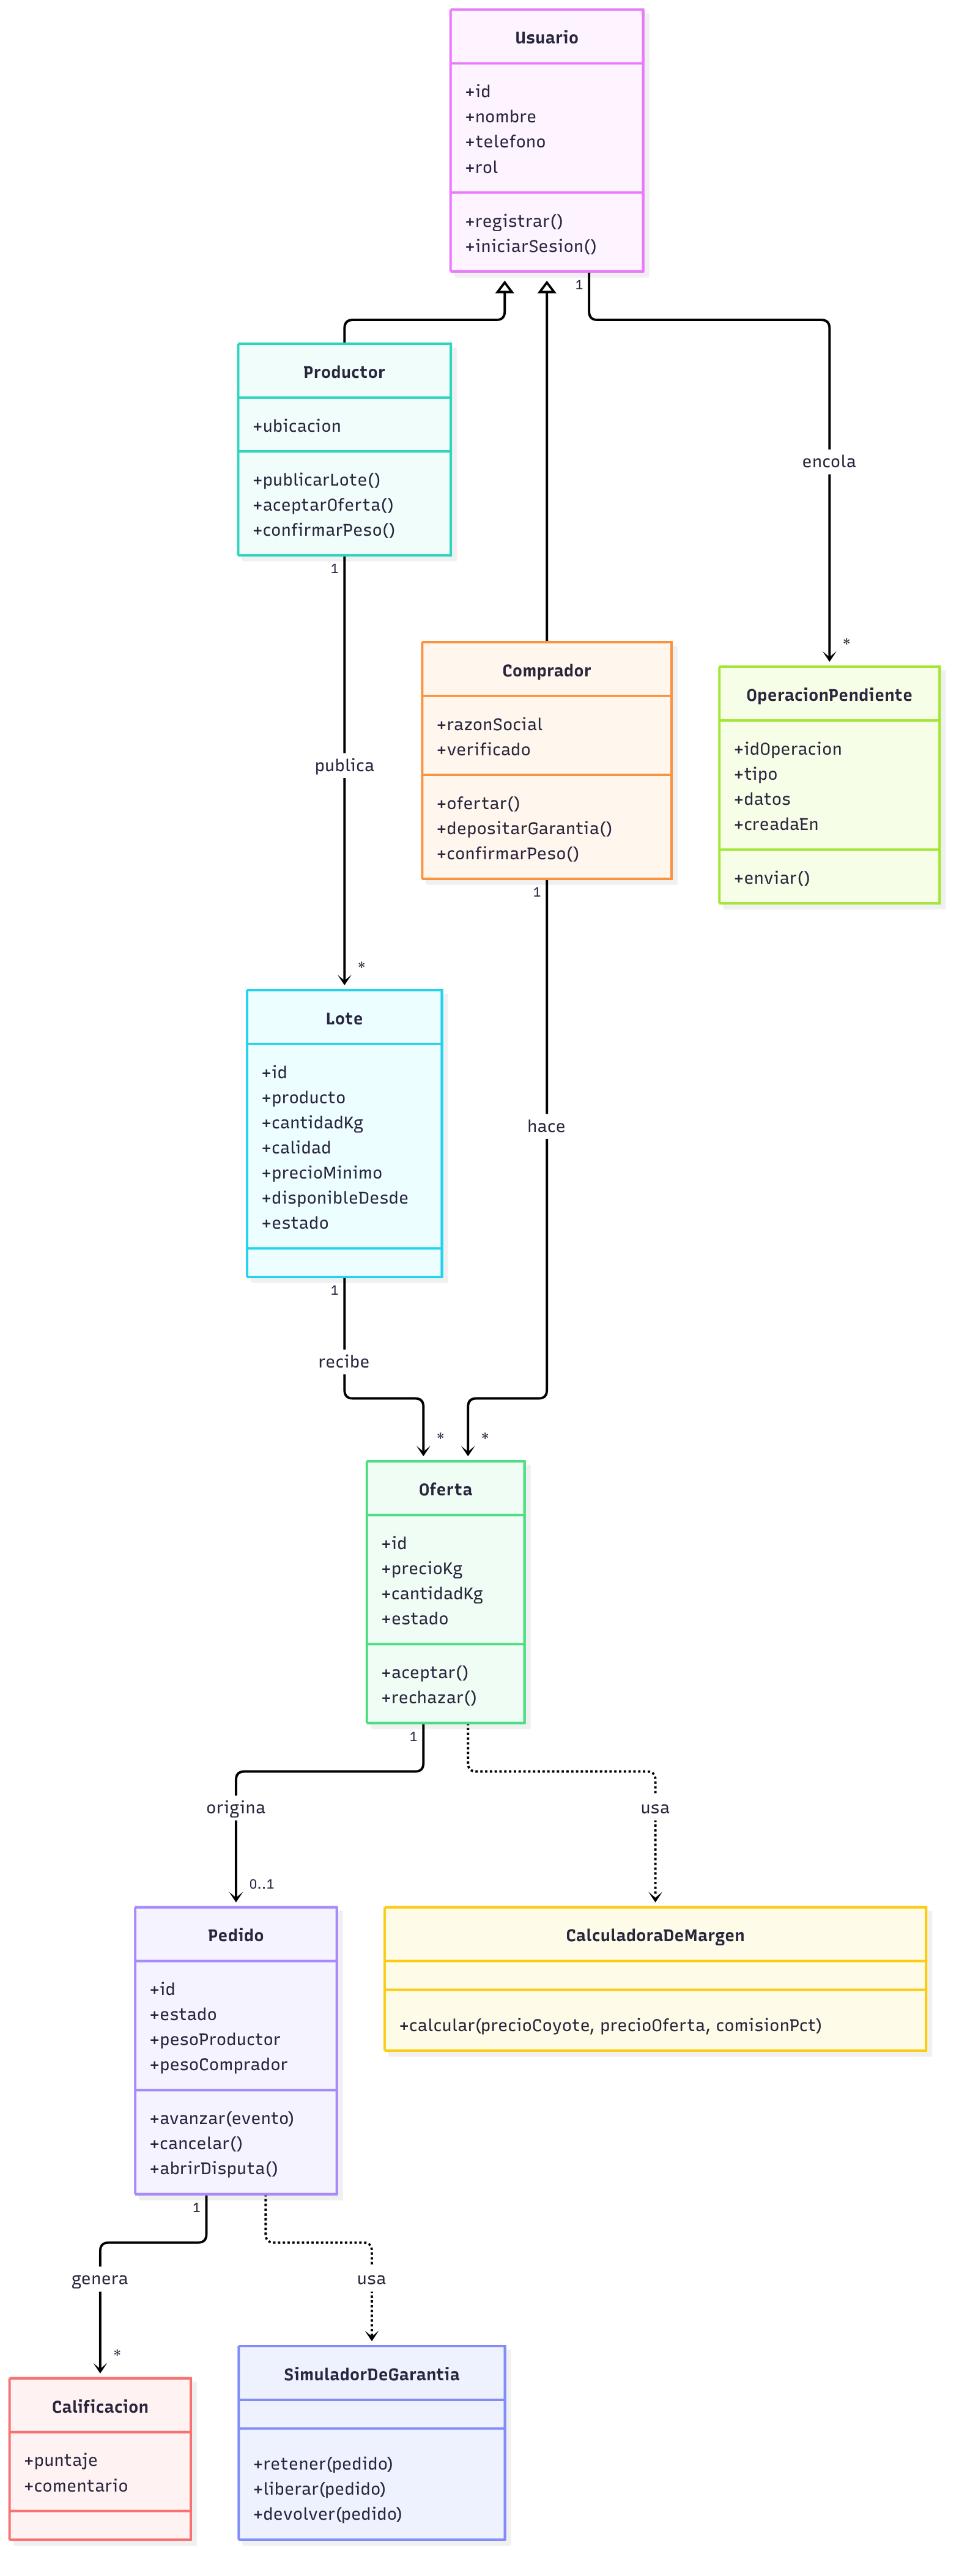 Usuario
+id
+nombre
+telefono
+rol
+registrar()
+iniciarSesion()
1
Productor
+ubicacion
+publicarLote()
+aceptarOferta()
+confirmarPeso()
1
encola
*
publica
Comprador
+razonSocial
+verificado
+ofertar()
+depositarGarantia()
+confirmarPeso()
1
OperacionPendiente
+idOperacion
+tipo
+datos
+creadaEn
+enviar()
*
Lote
+id
+producto
+cantidadKg
+calidad
+precioMinimo
+disponibleDesde
+estado
1
hace
recibe
*
*
Oferta
+id
+precioKg
+cantidadKg
+estado
+aceptar()
+rechazar()
1
origina
usa
0..1
Pedido
+id
+estado
+pesoProductor
+pesoComprador
+avanzar(evento)
+cancelar()
+abrirDisputa()
1
CalculadoraDeMargen
+calcular(precioCoyote, precioOferta, comisionPct)
genera
usa
*
Calificacion
+puntaje
+comentario
SimuladorDeGarantia
+retener(pedido)
+liberar(pedido)
+devolver(pedido)